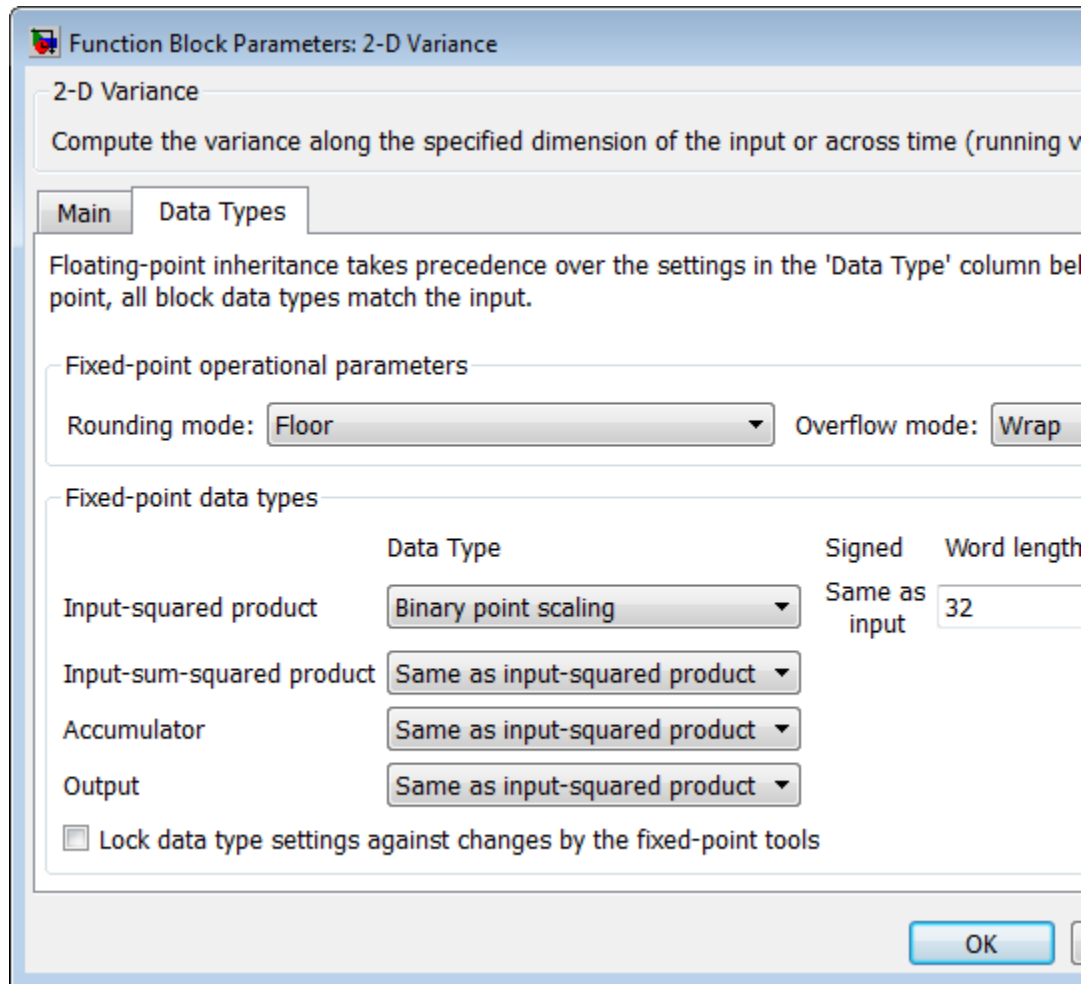 Function Block Parameters: 2-D Variance
2-D Variance
Compute the variance along the specified dimension of the input or across time (running
Main Data Types
Floating-point inheritance takes precedence over the settings in the 'Data Type' column
point, all block data types match the input.
Fixed-point operational parameters
Rounding mode: Floor Overflow mode: Wrap
Fixed-point data types
Data Type Signed Word length
Input-squared product Binary point scaling Same as input 32
Input-sum-squared product Same as input-squared product
Accumulator Same as input-squared product
Output Same as input-squared product
Lock data type settings against changes by the fixed-point tools
OK